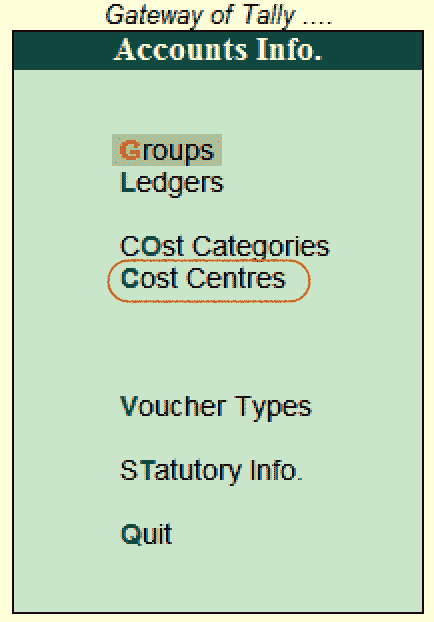 Gateway of Tally ....
Accounts Info.
Groups
Ledgers
COst Categories
Cost Centres
Voucher Types
STatutory Info.
Quit